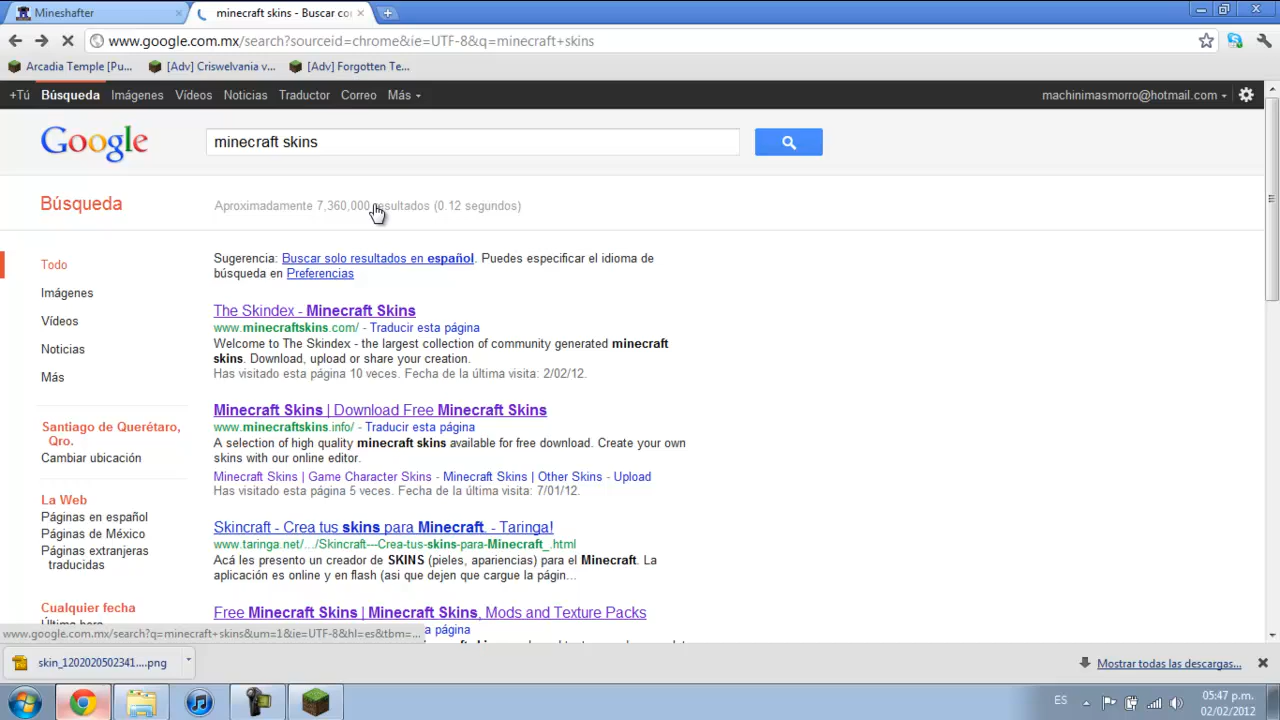 Mineshafter
minecraft skins - Buscar co
www.google.com.mx/search?sourceid=chrome&ie=UTF-8&q=minecraft+skins
Arcadia Temple [Pu...
[Adv] Criswelvania v...
[Adv] Forgotten Te...
+Tú Búsqueda Imágenes Vídeos Noticias Traductor Correo Más
machinimasmorro@hotmail.com
Google
minecraft skins
Búsqueda
Aproximadamente 7,360,000 resultados (0.12 segundos)
Todo
Imágenes
Vídeos
Noticias
Más
Santiago de Querétaro,
Qro.
Cambiar ubicación
La Web
Páginas en español
Páginas de México
Páginas extranjeras
traducidas
Cualquier fecha
Última hora
Sugerencia: Buscar solo resultados en español. Puedes especificar el idioma de
búsqueda en Preferencias
The Skindex - Minecraft Skins
www.minecraftskins.com/ - Traducir esta página
Welcome to The Skindex - the largest collection of community generated minecraft
skins. Download, upload or share your creation.
Has visitado esta página 10 veces. Fecha de la última visita: 2/02/12.
Minecraft Skins | Download Free Minecraft Skins
www.minecraftskins.info/ - Traducir esta página
A selection of high quality minecraft skins available for free download. Create your own
skins with our online editor.
Minecraft Skins | Game Character Skins - Minecraft Skins | Other Skins - Upload
Has visitado esta página 5 veces. Fecha de la última visita: 7/01/12.
Skincraft - Crea tus skins para Minecraft. - Taringa!
www.taringa.net/.../Skincraft---Crea-tus-skins-para-Minecraft_.html
Acá les presento un creador de SKINS (pieles, apariencias) para el Minecraft. La
aplicación es online y en flash (asi que dejen que cargue la págin...
Free Minecraft Skins | Minecraft Skins, Mods and Texture Packs
a página
www.google.com.mx/search?q=minecraft+skins&um=1&ie=UTF-8&hl=es&tbm=...
skin_1202020502341....png
Mostrar todas las descargas...
ES
05:47 p.m.
02/02/2012